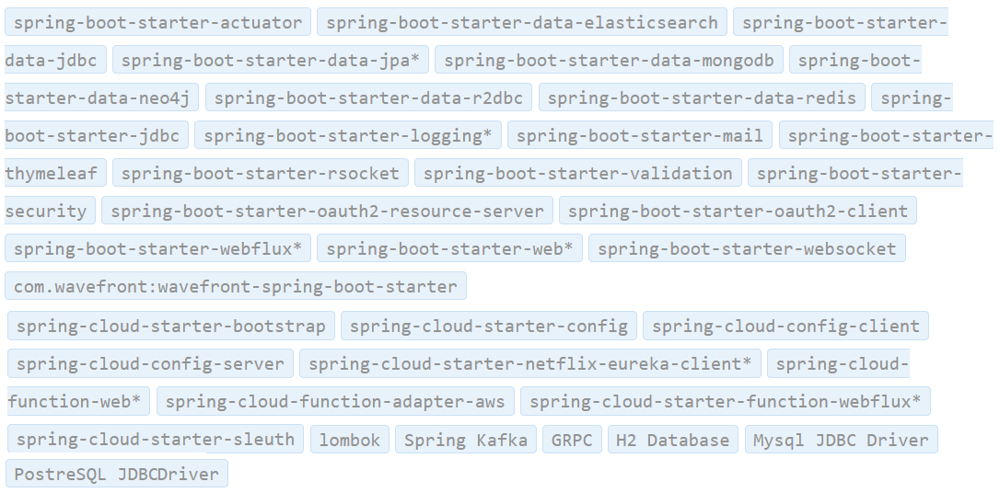 spring-boot-starter-actuator spring-boot-starter-data-elasticsearch spring-boot-starter-
data-jdbc spring-boot-starter-data-jpa* spring-boot-starter-data-mongodb spring-boot-
starter-data-neo4j spring-boot-starter-data-r2dbc spring-boot-starter-data-redis spring-
boot-starter-jdbc spring-boot-starter-logging* spring-boot-starter-mail spring-boot-starter-
thymeleaf spring-boot-starter-rsocket spring-boot-starter-validation spring-boot-starter-
security spring-boot-starter-oauth2-resource-server spring-boot-starter-oauth2-client
spring-boot-starter-webflux* spring-boot-starter-web* spring-boot-starter-websocket
com.wavefront:wavefront-spring-boot-starter
spring-cloud-starter-bootstrap spring-cloud-starter-config spring-cloud-config-client
spring-cloud-config-server spring-cloud-starter-netflix-eureka-client* spring-cloud-
function-web* spring-cloud-function-adapter-aws spring-cloud-starter-function-webflux*
spring-cloud-starter-sleuth lombok Spring Kafka GRPC H2 Database Mysql JDBC Driver
PostreSQL JDBCDriver